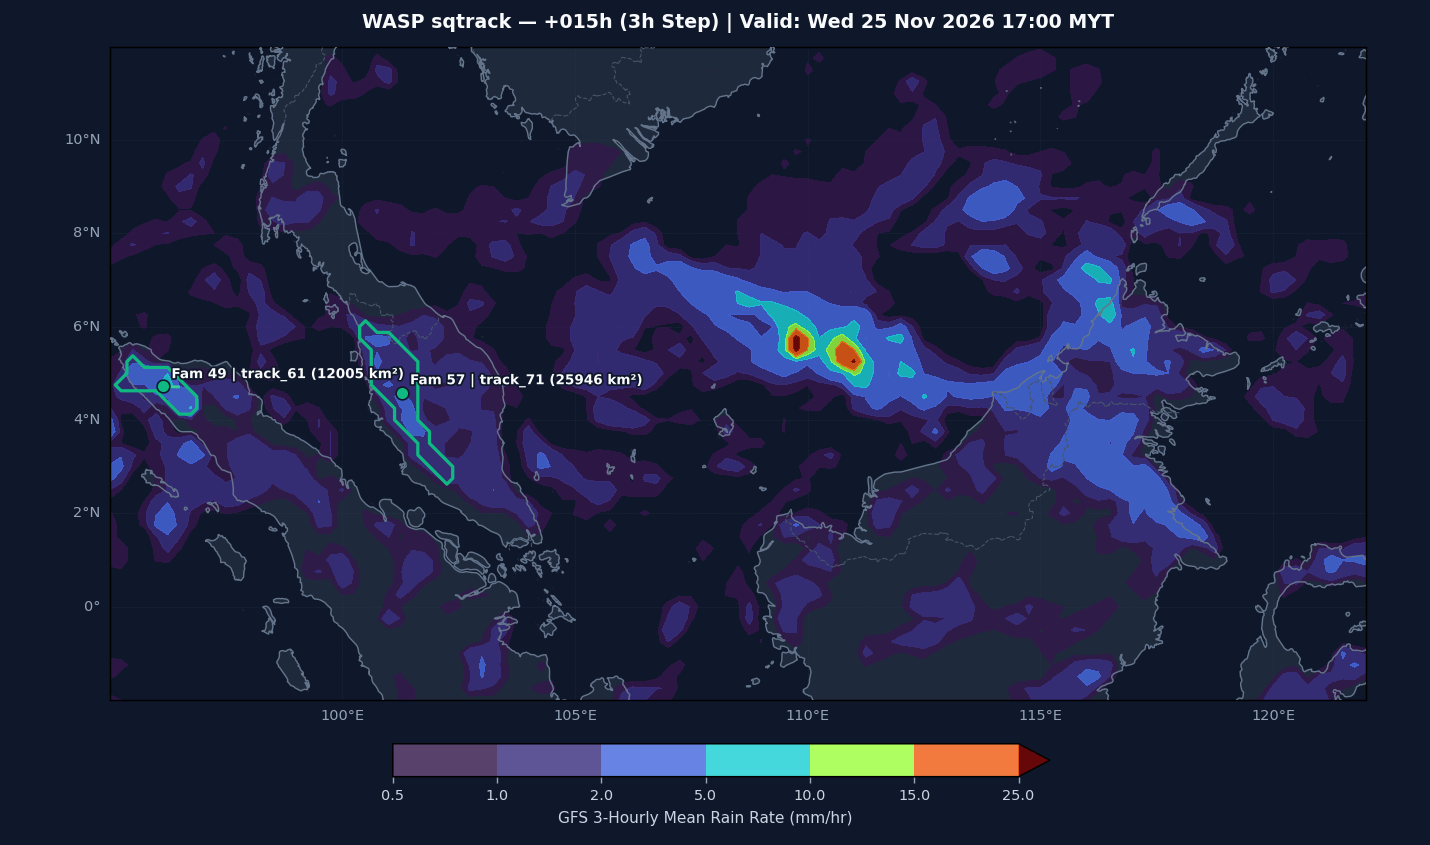 WASP sqtrack — +015h (3h Step) | Valid: Wed 25 Nov 2026 17:00 MYT
10°N
8°N
6°N
Fam 49 | track_61 (12005 km²)
Fam 57 | track_71 (25946 km²)
4°N
2°N
0°
100°E 105°E 110°E 115°E 120°E
0.5 1.0 2.0 5.0 10.0 15.0 25.0
GFS 3-Hourly Mean Rain Rate (mm/hr)